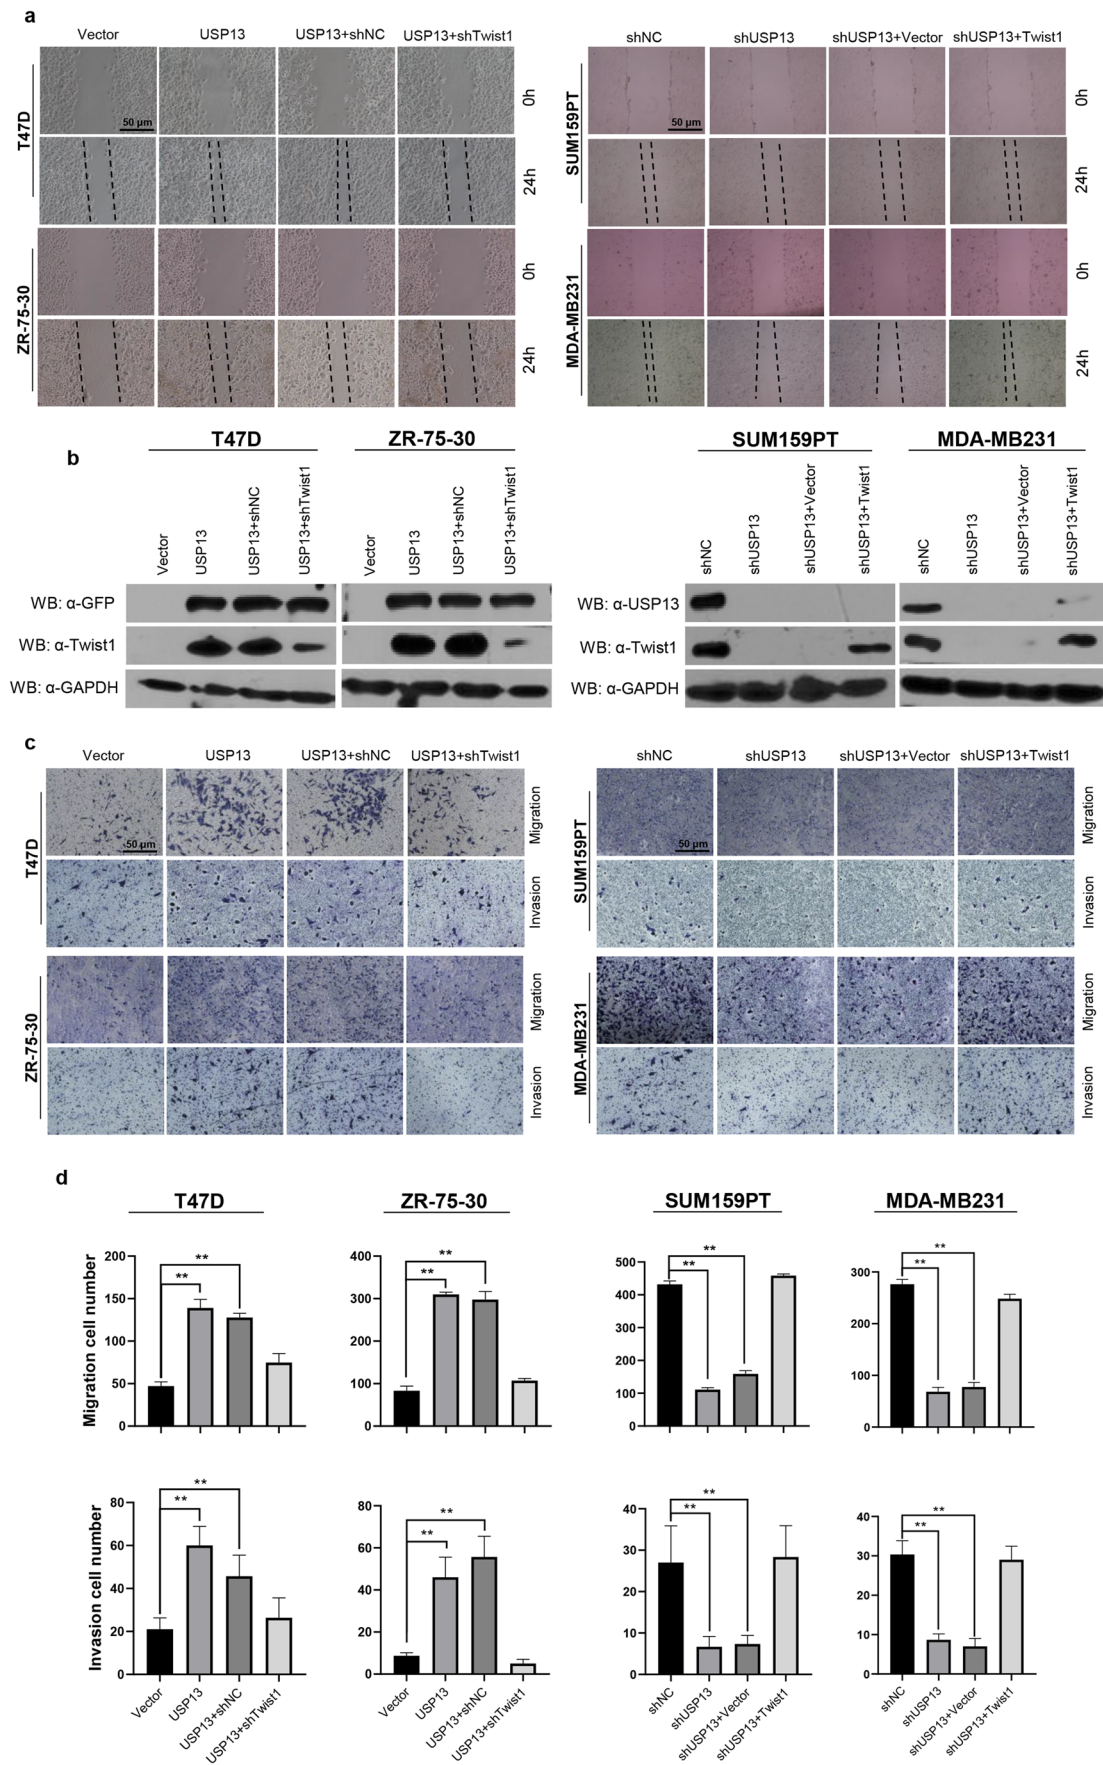 a
Vector USP13 USP13+shNC USP13+shTwist1
shNC shUSP13 shUSP13+Vector shUSP13+Twist1
T47D
50 μm
0h
24h
ZR-75-30
0h
24h
SUM159PT
50 μm
0h
24h
MDA-MB231
0h
24h
b
T47D ZR-75-30 SUM159PT MDA-MB231
Vector USP13 USP13+shNC USP13+shTwist1
Vector USP13 USP13+shNC USP13+shTwist1
shNC shUSP13 shUSP13+Vector shUSP13+Twist1
shNC shUSP13 shUSP13+Vector shUSP13+Twist1
WB: α-GFP
WB: α-Twist1
WB: α-GAPDH
WB: α-USP13
WB: α-Twist1
WB: α-GAPDH
c
Vector USP13 USP13+shNC USP13+shTwist1
shNC shUSP13 shUSP13+Vector shUSP13+Twist1
T47D
50 μm
Migration
Invasion
ZR-75-30
Migration
Invasion
SUM159PT
50 μm
Migration
Invasion
MDA-MB231
Migration
Invasion
d
T47D ZR-75-30 SUM159PT MDA-MB231
Migration cell number
200
150
100
50
0
** **
400
300
200
100
0
** **
500
400
300
200
100
0
** **
300
200
100
0
** **
Invasion cell number
80
60
40
20
0
** **
80
60
40
20
0
** **
40
30
20
10
0
** **
40
30
20
10
0
** **
Vector USP13 USP13+shNC USP13+shTwist1
Vector USP13 USP13+shNC USP13+shTwist1
shNC shUSP13 shUSP13+Vector shUSP13+Twist1
shNC shUSP13 shUSP13+Vector shUSP13+Twist1